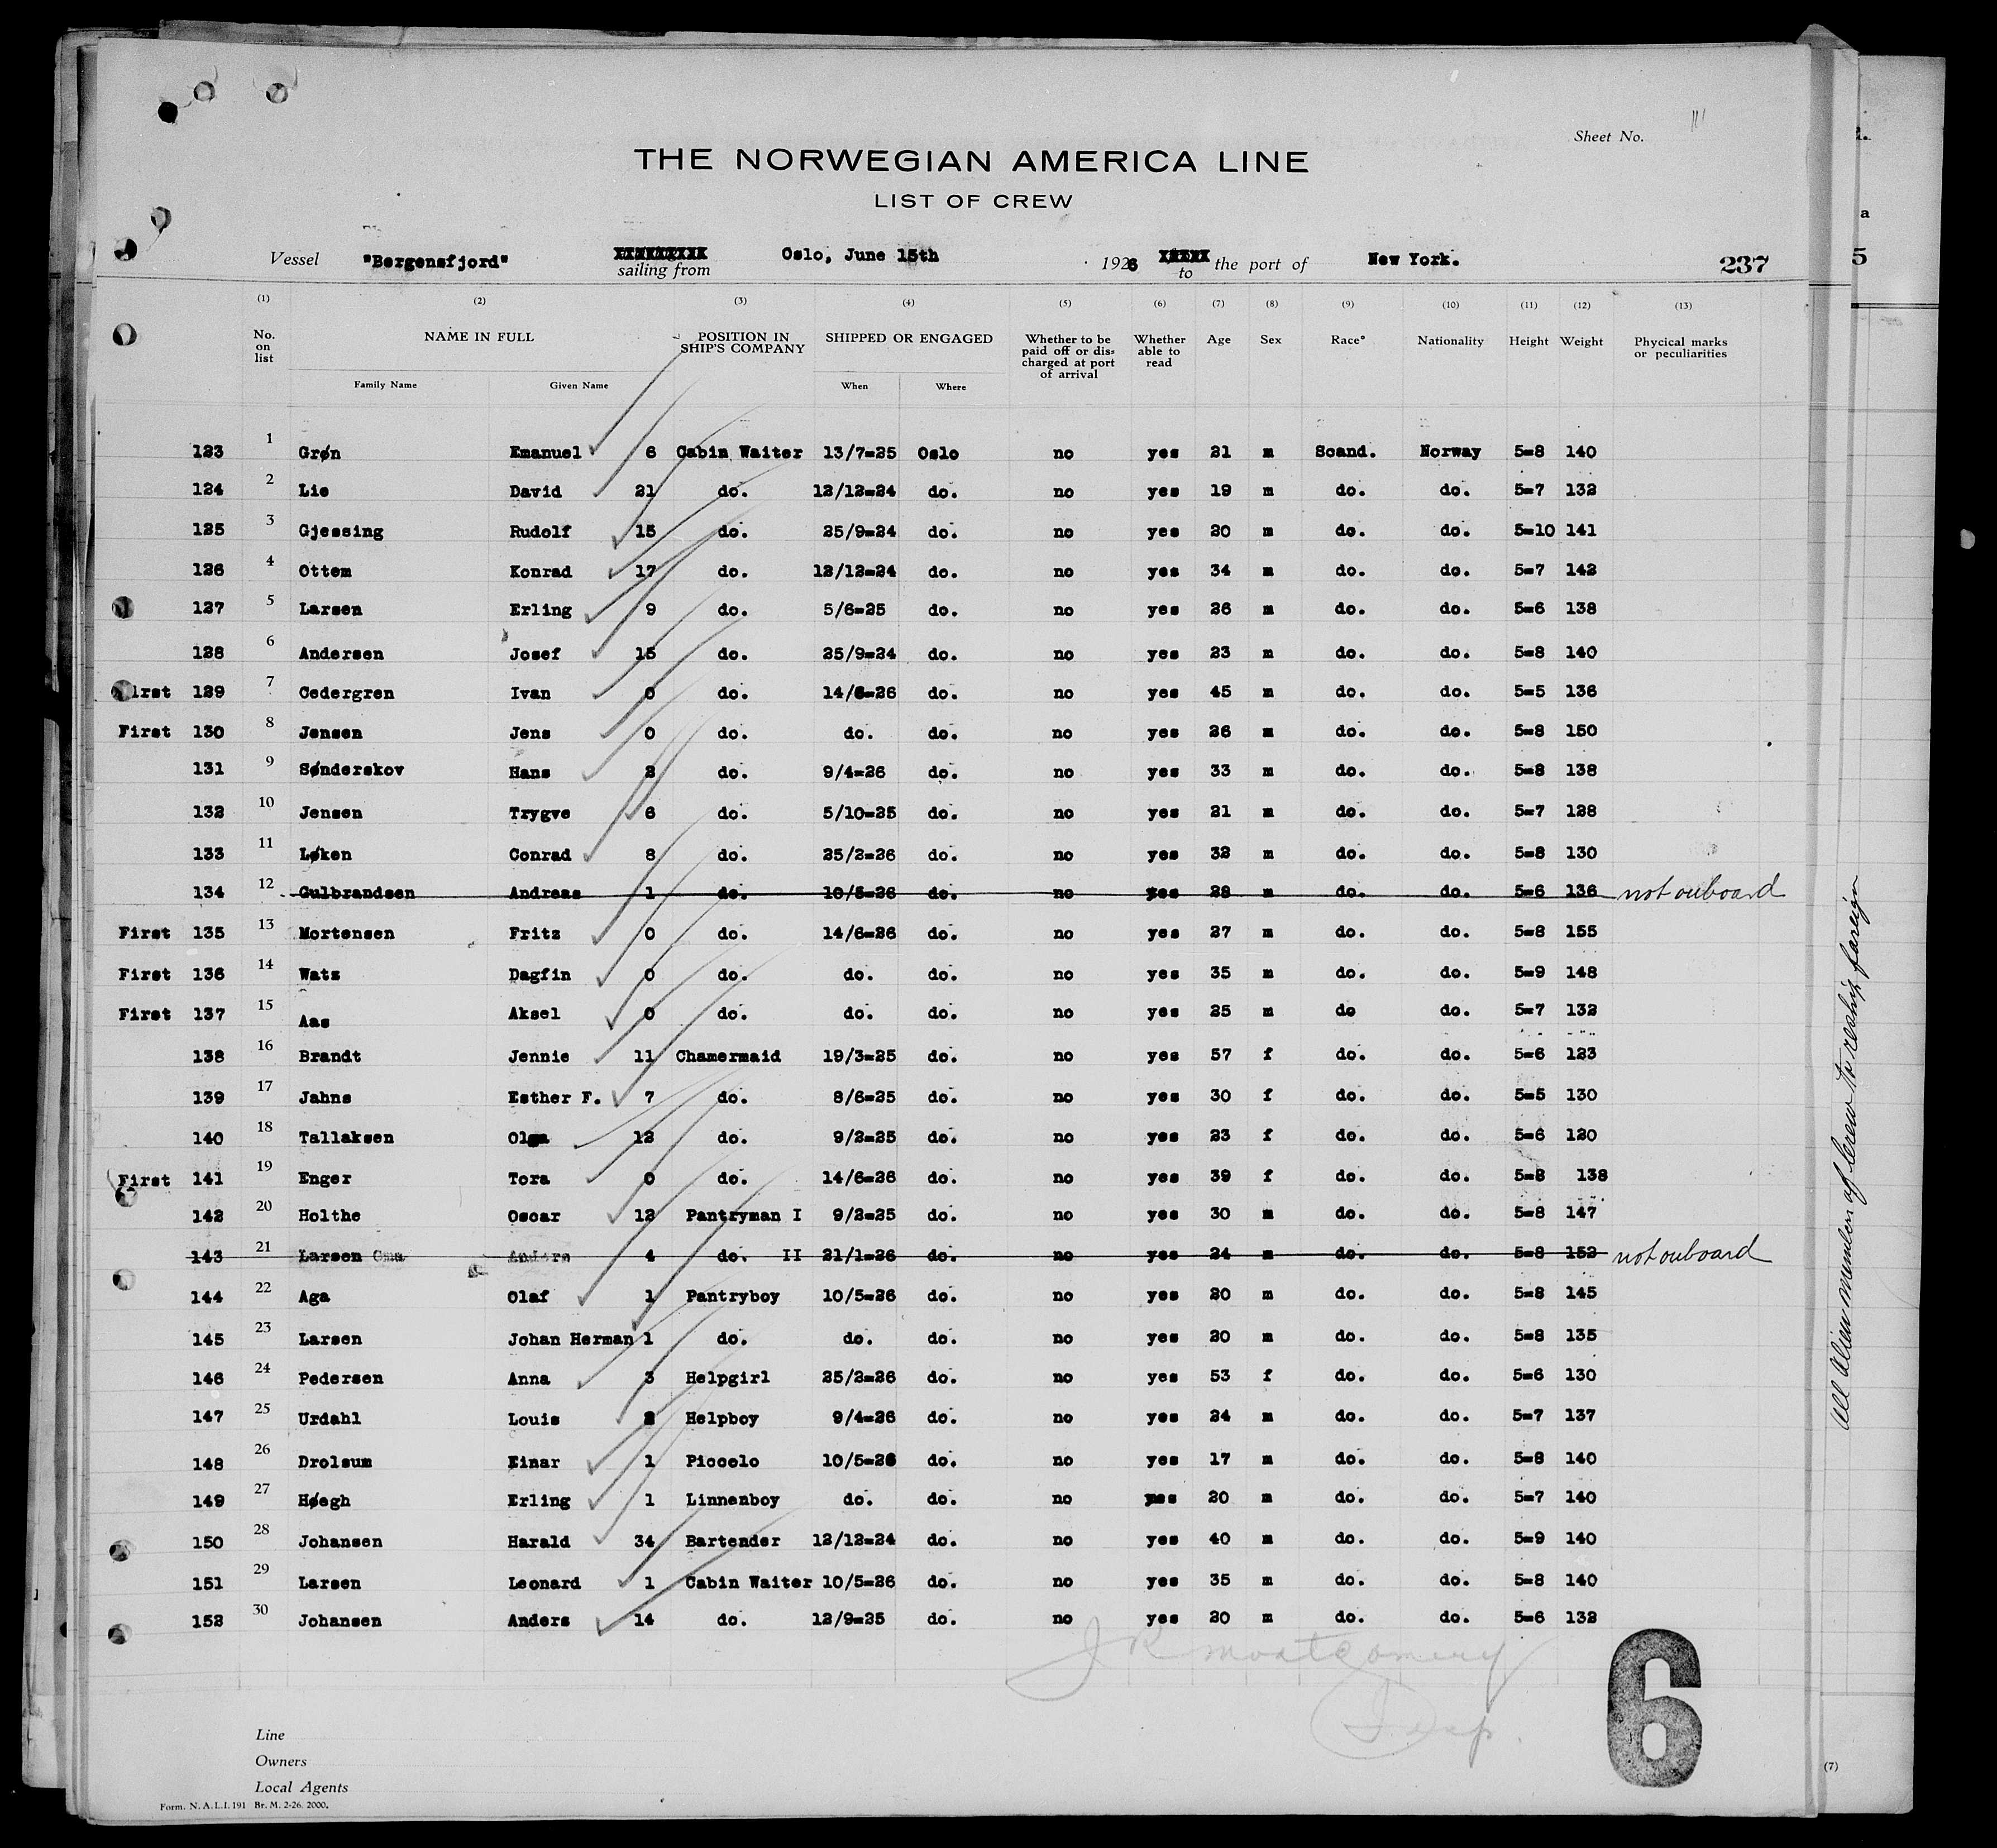 Sheet No.
THE NORWEGIAN AMERICA LINE
LIST OF CREW
Vessel "Bergensfjord" sailing from Oslo, June 15th 1926 to the port of New York. 237
(1) (2) (3) (4) (5) (6) (7) (8) (9) (10) (11) (12) (13)
No. on list NAME IN FULL POSITION IN SHIP'S COMPANY SHIPPED OR ENGAGED Whether to be paid off or dis-charged at port of arrival Whether able to read Age Sex Race* Nationality Height Weight Phycical marks or peculiarities
Family Name Given Name When Where
123 1 Grøn Emanuel 6 Cabin Waiter 13/7-25 Oslo no yes 21 m Scand. Norway 5-8 140
124 2 Lie David 21 do. 12/12-24 do. no yes 19 m do. do. 5-7 132
125 3 Gjessing Rudolf 15 do. 25/9-24 do. no yes 20 m do. do. 5-10 141
126 4 Ottem Konrad 17 do. 12/12-24 do. no yes 34 m do. do. 5-7 142
127 5 Larsen Erling 9 do. 5/6-25 do. no yes 26 m do. do. 5-6 138
128 6 Andersen Josef 15 do. 25/9-24 do. no yes 23 m do. do. 5-8 140
First 129 7 Cedergren Ivan 0 do. 14/6-26 do. no yes 45 m do. do. 5-5 136
First 130 8 Jensen Jens 0 do. do. do. no yes 26 m do. do. 5-8 150
131 9 Sønderskov Hans 2 do. 9/4-26 do. no yes 33 m do. do. 5-8 138
132 10 Jensen Trygve 6 do. 5/10-25 do. no yes 21 m do. do. 5-7 128
133 11 Løken Conrad 8 do. 25/2-26 do. no yes 32 m do. do. 5-8 130
134 12 Gulbrandsen Andreas 1 do. 10/5-26 do. no yes 28 m do. do. 5-6 136 not onboard
First 135 13 Mortensen Fritz 0 do. 14/6-26 do. no yes 27 m do. do. 5-8 155
First 136 14 Watz Dagfin 0 do. do. do. no yes 35 m do. do. 5-9 148
First 137 15 Aas Aksel 0 do. do. do. no yes 25 m do do. 5-7 132
138 16 Brandt Jennie 11 Chamermaid 19/3-25 do. no yes 57 f do. do. 5-6 123
139 17 Jahns Esther F. 7 do. 8/6-25 do. no yes 30 f do. do. 5-5 130
140 18 Tallaksen Olga 12 do. 9/2-25 do. no yes 23 f do. do. 5-6 120
First 141 19 Enger Tora 0 do. 14/6-26 do. no yes 39 f do. do. 5-8 138
142 20 Holthe Oscar 12 Pantryman I 9/2-25 do. no yes 30 m do. do. 5-8 147
143 21 Larsen Anders 4 do. II 21/1-26 do. no yes 24 m do. do. 5-8 152 not onboard
144 22 Aga Olaf 1 Pantryboy 10/5-26 do. no yes 20 m do. do. 5-8 145
145 23 Larsen Johan Herman 1 do. do. do. no yes 20 m do. do. 5-8 135
146 24 Pedersen Anna 3 Helpgirl 25/2-26 do. no yes 53 f do. do. 5-6 130
147 25 Urdahl Louis 2 Helpboy 9/4-26 do. no yes 24 m do. do. 5-7 137
148 26 Drolsum Einar 1 Piccolo 10/5-26 do. no yes 17 m do. do. 5-8 140
149 27 Høegh Erling 1 Linnenboy do. do. no yes 20 m do. do. 5-7 140
150 28 Johansen Harald 34 Bartender 12/12-24 do. no yes 40 m do. do. 5-9 140
151 29 Larsen Leonard 1 Cabin Waiter 10/5-26 do. no yes 35 m do. do. 5-8 140
152 30 Johansen Anders 14 do. 12/9-25 do. no yes 20 m do. do. 5-6 132
J R Montgomery
6
Line
Owners
Local Agents
Form. N. A. L. I. 191 Br. M. 2-26. 2000.
a
5
All Alien members of Crew to reship foreign
(7)